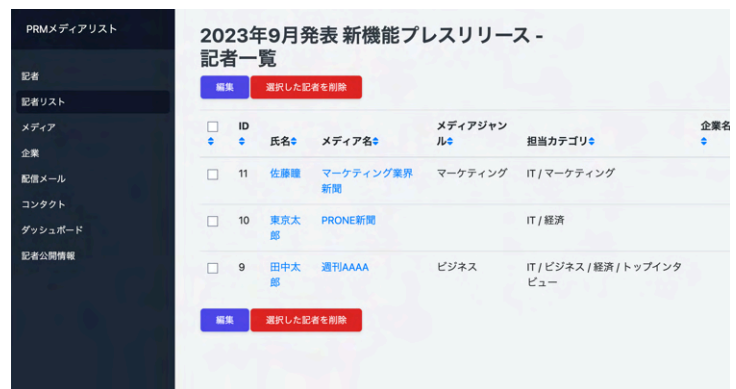 PRMメディアリスト
記者
記者リスト
メディア
企業
配信メール
コンタクト
ダッシュボード
記者公開情報
2023年9月発表 新機能プレスリリース -
記者一覧
編集 選択した記者を削除
ID 氏名 メディア名 メディアジャン
ル 担当カテゴリ 企業名
11 佐藤瞳 マーケティング業界
新聞 マーケティング IT / マーケティング
10 東京太
郎 PRONE新聞 IT / 経済
9 田中太
郎 週刊AAAA ビジネス IT / ビジネス / 経済 / トップインタ
ビュー
編集 選択した記者を削除